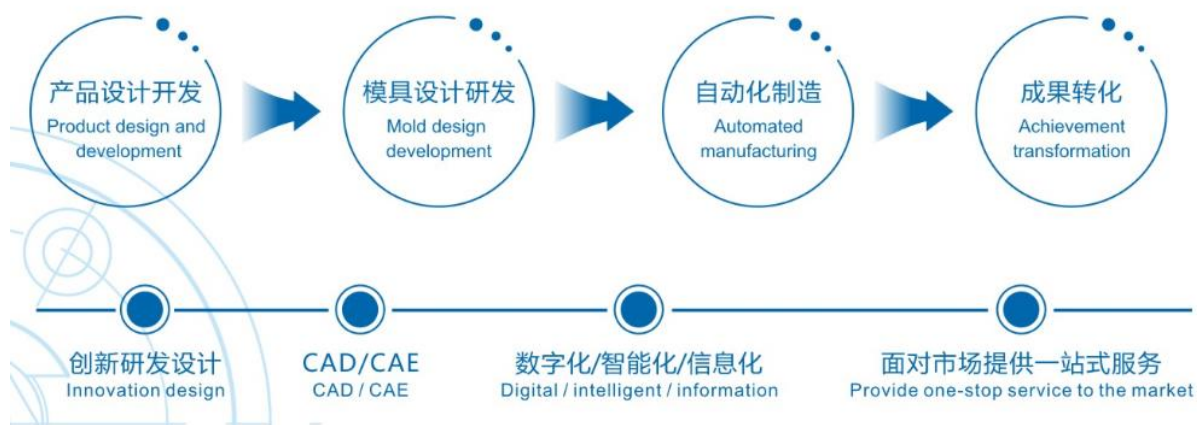 产品设计开发
Product design and
development
模具设计研发
Mold design
development
自动化制造
Automated
manufacturing
成果转化
Achievement
transformation
创新研发设计
Innovation design
CAD/CAE
CAD / CAE
数字化/智能化/信息化
Digital / intelligent / information
面对市场提供一站式服务
Provide one-stop service to the market